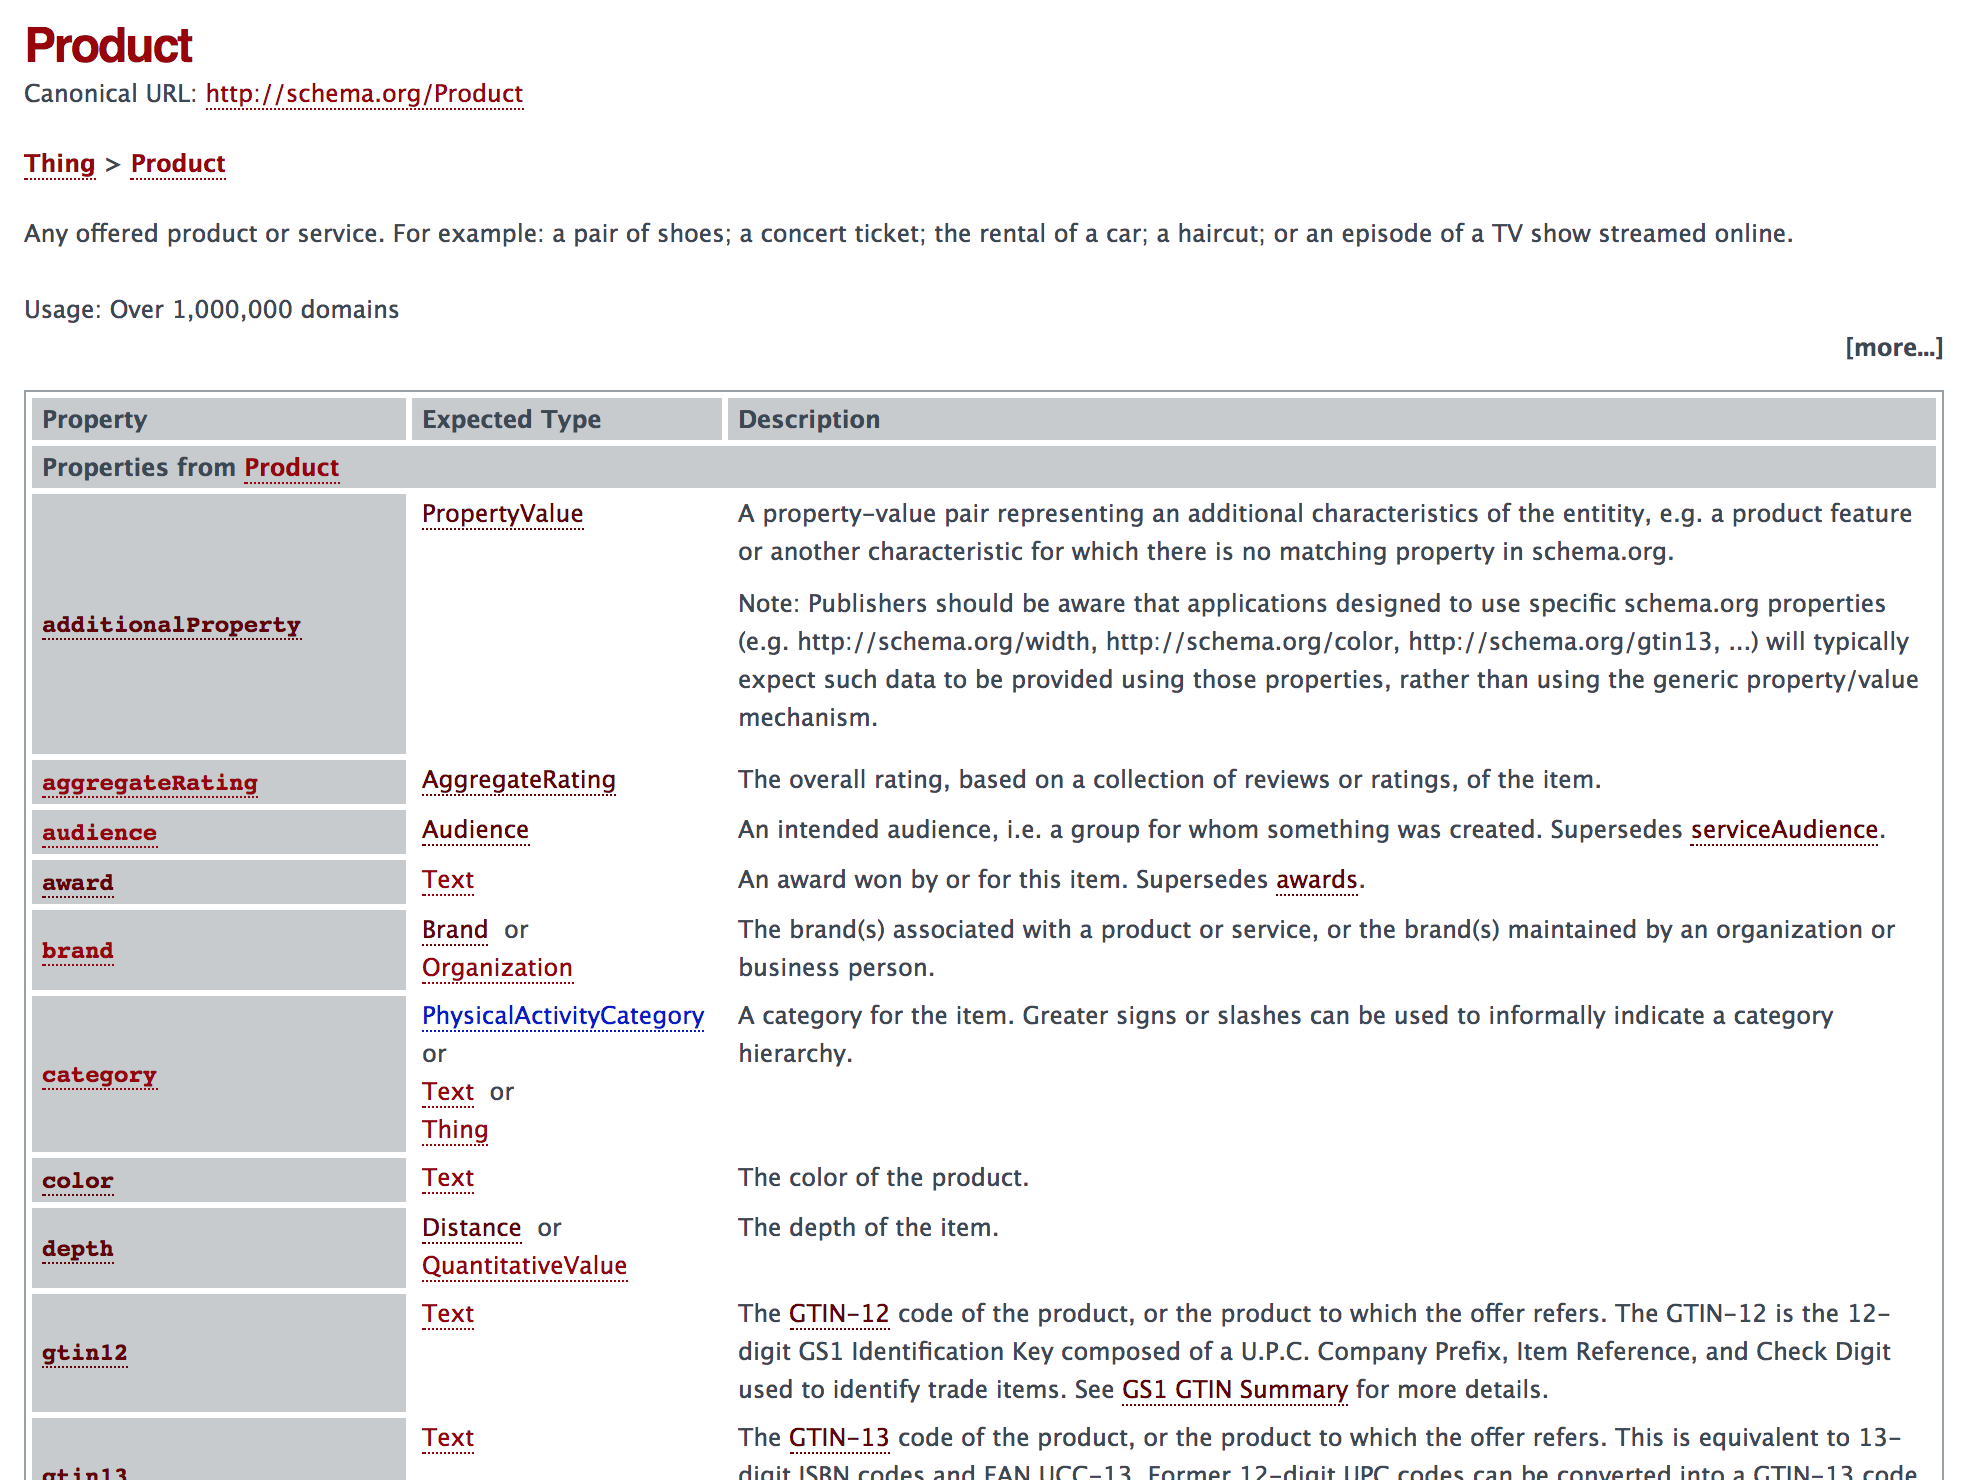 Product
Canonical URL: http://schema.org/Product
Thing > Product
Any offered product or service. For example: a pair of shoes; a concert ticket; the rental of a car; a haircut; or an episode of a TV show streamed online.
Usage: Over 1,000,000 domains
[more...]
Property Expected Type Description
Properties from Product
additionalProperty
PropertyValue
A property-value pair representing an additional characteristics of the entitity, e.g. a product feature
or another characteristic for which there is no matching property in schema.org.
Note: Publishers should be aware that applications designed to use specific schema.org properties
(e.g. http://schema.org/width, http://schema.org/color, http://schema.org/gtin13, ...) will typically
expect such data to be provided using those properties, rather than using the generic property/value
mechanism.
aggregateRating AggregateRating The overall rating, based on a collection of reviews or ratings, of the item.
audience Audience An intended audience, i.e. a group for whom something was created. Supersedes serviceAudience.
award Text An award won by or for this item. Supersedes awards.
brand
Brand or
Organization
The brand(s) associated with a product or service, or the brand(s) maintained by an organization or
business person.
category
PhysicalActivityCategory
or
Text or
Thing
A category for the item. Greater signs or slashes can be used to informally indicate a category
hierarchy.
color Text The color of the product.
depth
Distance or
QuantitativeValue
The depth of the item.
gtin12
Text
The GTIN-12 code of the product, or the product to which the offer refers. The GTIN-12 is the 12-
digit GS1 Identification Key composed of a U.P.C. Company Prefix, Item Reference, and Check Digit
used to identify trade items. See GS1 GTIN Summary for more details.
gtin13
Text
The GTIN-13 code of the product, or the product to which the offer refers. This is equivalent to 13-
digit ISBN codes and EAN UCC-13. Former 12-digit UPC codes can be converted into a GTIN-13 code